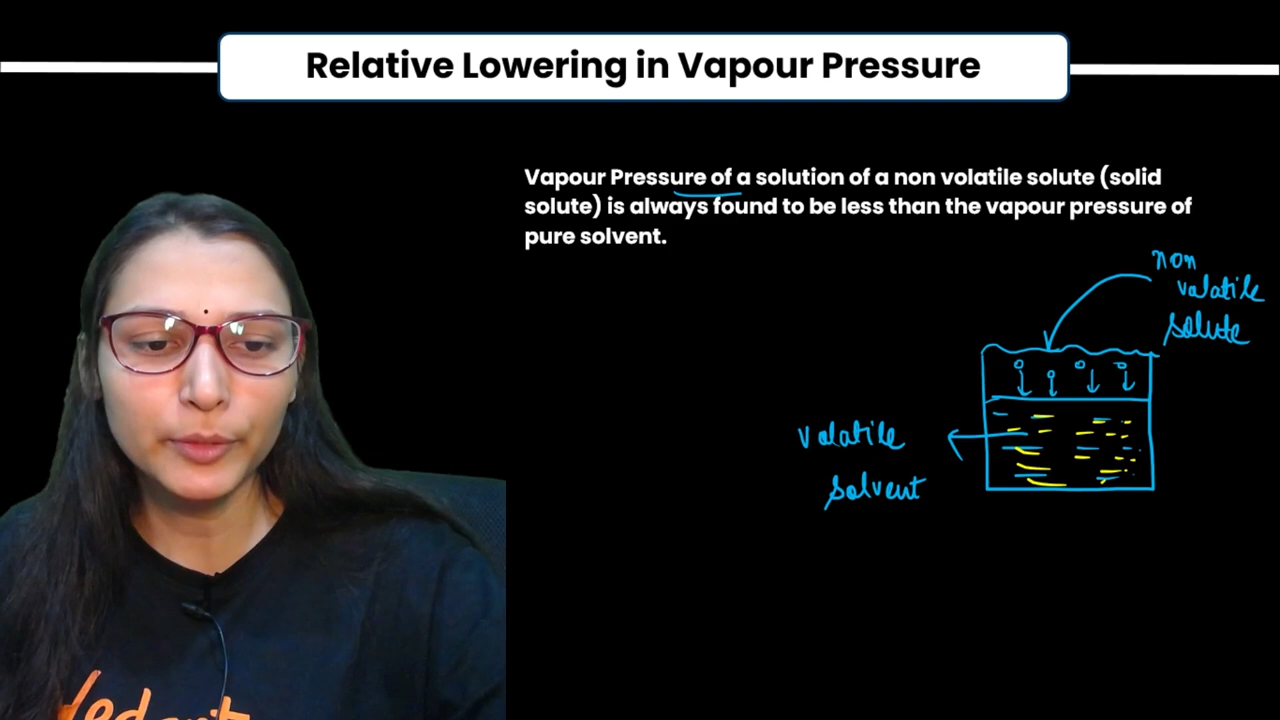 Relative Lowering in Vapour Pressure
Vapour Pressure of a solution of a non volatile solute (solid
solute) is always found to be less than the vapour pressure of
pure solvent.
non
volatile
solute
volatile
solvent